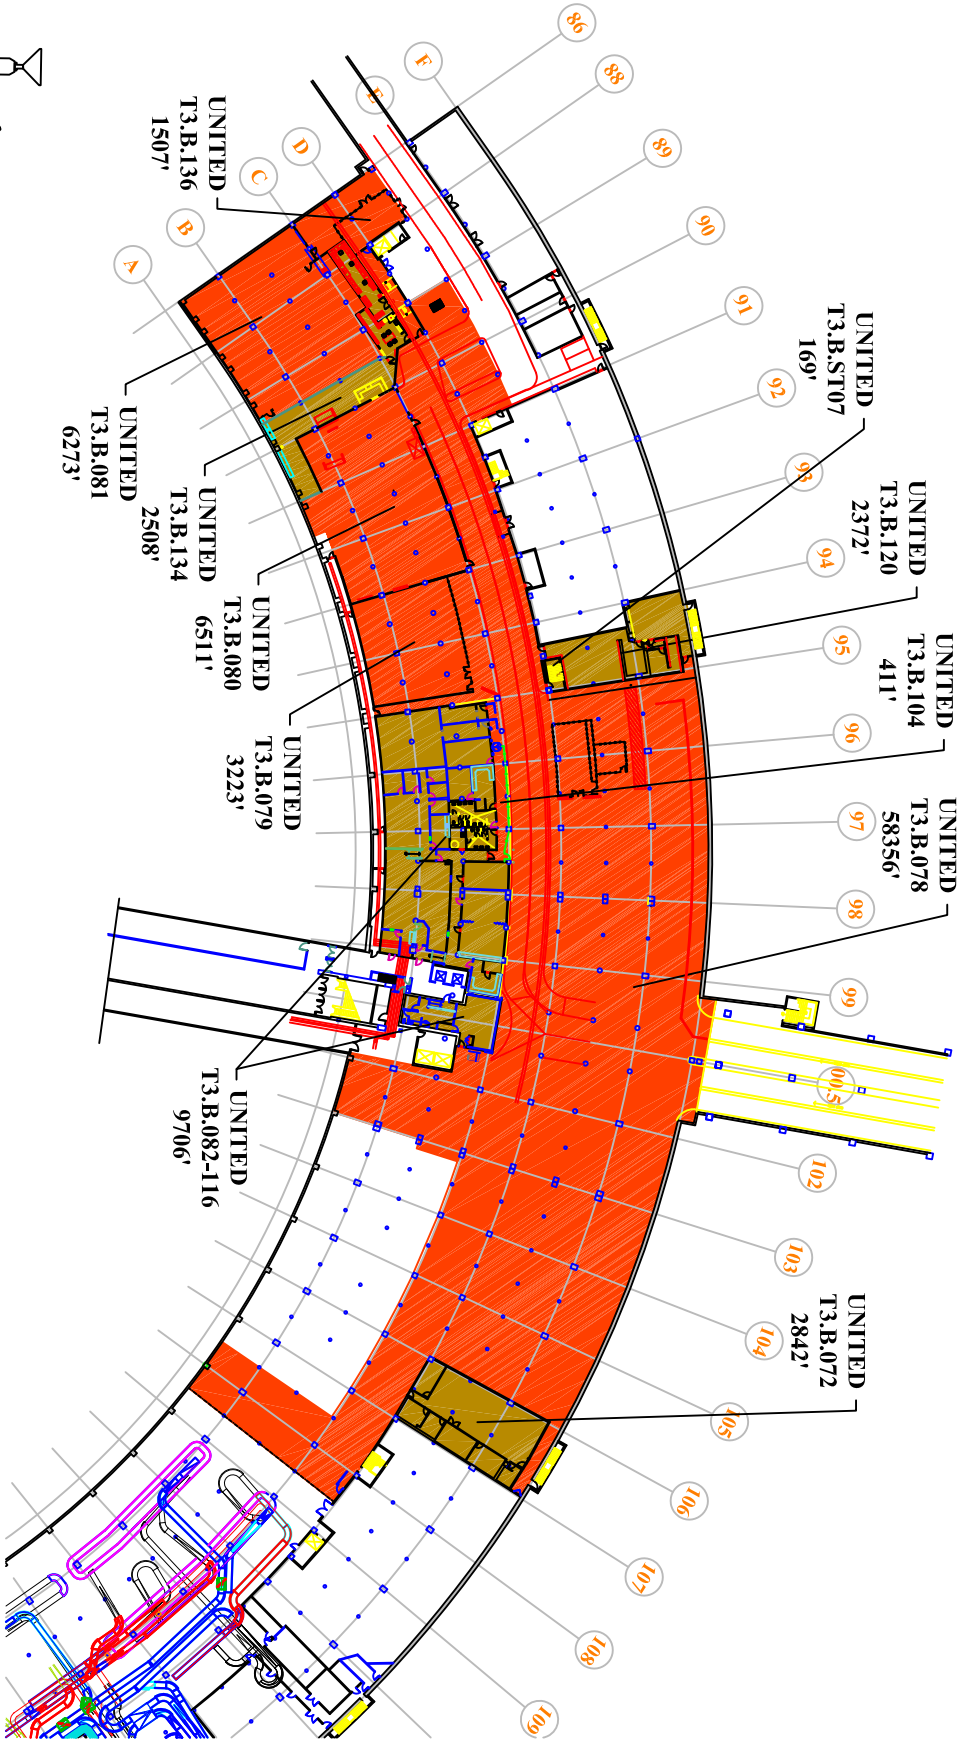 86
F
88
E
89
D
C
90
B
A
91
92
93
94
95
96
97
98
99
00.5
102
103
104
105
106
107
108
109
UNITED
T3.B.136
1507'
UNITED
T3.B.081
6273'
UNITED
T3.B.134
2508'
UNITED
T3.B.080
6511'
UNITED
T3.B.079
3223'
UNITED
T3.B.082-116
9706'
UNITED
T3.B.ST07
169'
UNITED
T3.B.120
2372'
UNITED
T3.B.104
411'
UNITED
T3.B.078
58356'
UNITED
T3.B.072
2842'